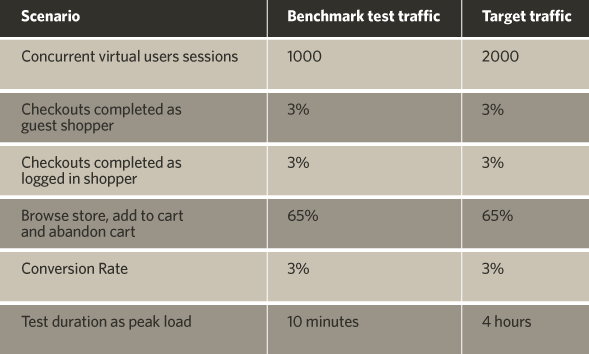 Scenario Benchmark test traffic Target traffic
Concurrent virtual users sessions 1000 2000
Checkouts completed as
guest shopper 3% 3%
Checkouts completed as
logged in shopper 3% 3%
Browse store, add to cart
and abandon cart 65% 65%
Conversion Rate 3% 3%
Test duration as peak load 10 minutes 4 hours